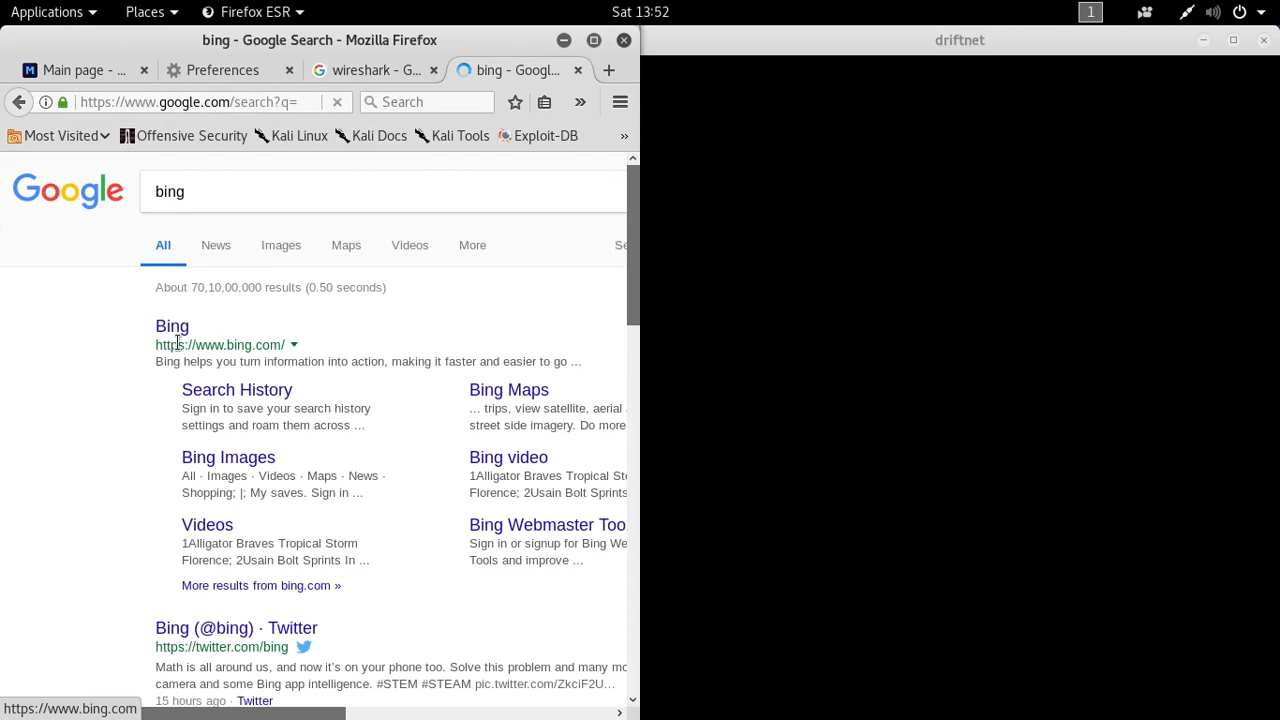 Applications Places Firefox ESR Sat 13:52 1
bing - Google Search - Mozilla Firefox
driftnet
Main page - ... Preferences wireshark - G... bing - Googl...
https://www.google.com/search?q= Search
Most Visited Offensive Security Kali Linux Kali Docs Kali Tools Exploit-DB »
Google
bing
All News Images Maps Videos More Se
About 70,10,00,000 results (0.50 seconds)
Bing
https://www.bing.com/
Bing helps you turn information into action, making it faster and easier to go ...
Search History
Sign in to save your search history
settings and roam them across ...
Bing Maps
... trips, view satellite, aerial
street side imagery. Do more
Bing Images
All · Images · Videos · Maps · News ·
Shopping; |; My saves. Sign in ...
Bing video
1Alligator Braves Tropical Sto
Florence; 2Usain Bolt Sprints
Videos
1Alligator Braves Tropical Storm
Florence; 2Usain Bolt Sprints In ...
Bing Webmaster Too
Sign in or signup for Bing We
Tools and improve ...
More results from bing.com »
Bing (@bing) · Twitter
https://twitter.com/bing
Math is all around us, and now it's on your phone too. Solve this problem and many mo
camera and some Bing app intelligence. #STEM #STEAM pic.twitter.com/ZkciF2U...
15 hours ago · Twitter
https://www.bing.com